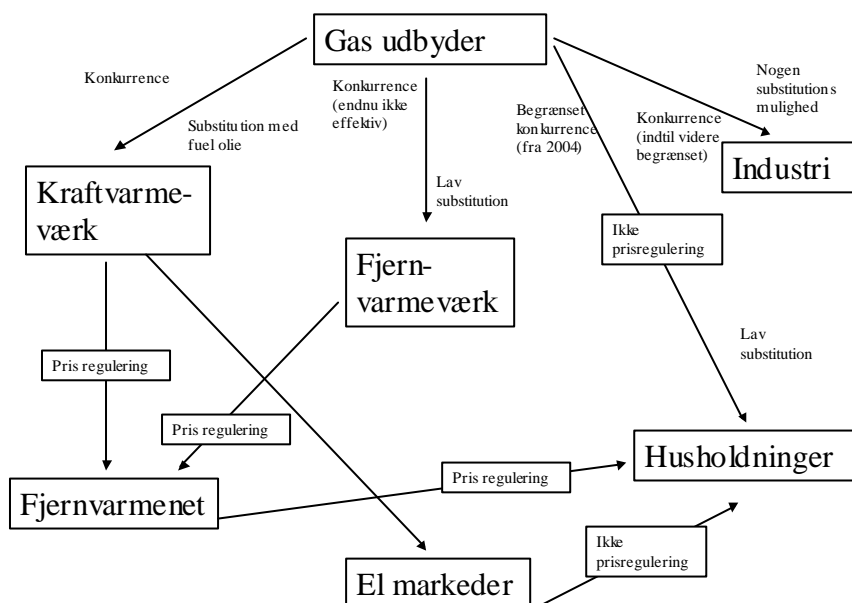 Gas udbyder
Konkurrence
Substitution med
fuel olie
Konkurrence
(endnu ikke
effektiv)
Begrænset
konkurrence
(fra 2004)
Konkurrence
(indtil videre
begrænset)
Nogen
substitutions
mulighed
Industri
Kraftvarme-
værk
Lav
substitution
Ikke
prisregulering
Fjern-
varmeværk
Lav
substitution
Pris regulering
Pris regulering
Husholdninger
Fjernvarmenet
Pris regulering
Ikke
prisregulering
El markeder